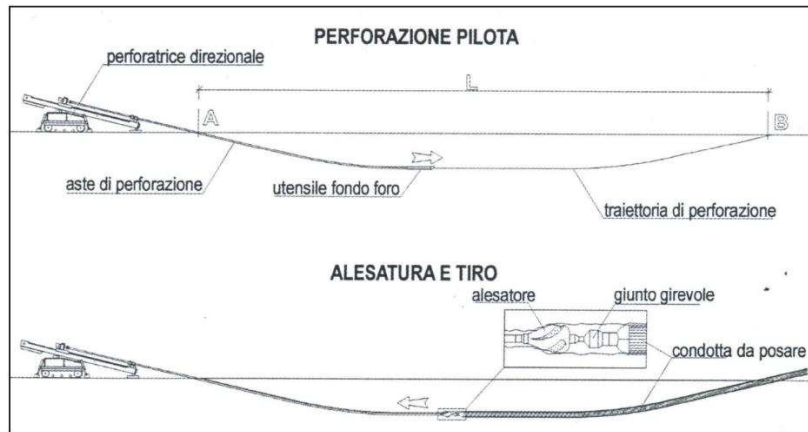 PERFORAZIONE PILOTA
perforatrice direzionale
L
A
B
aste di perforazione
utensile fondo foro
traiettoria di perforazione
ALESATURA E TIRO
alesatore
giunto girevole
condotta da posare